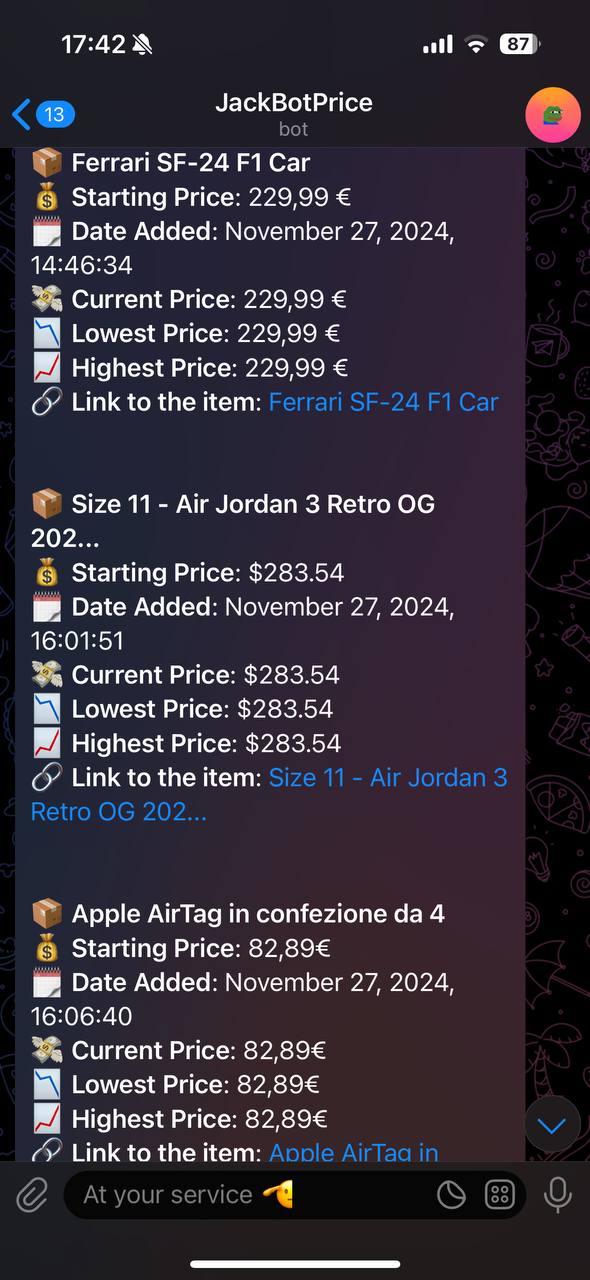 17:42
87
13
JackBotPrice
bot
Ferrari SF-24 F1 Car
Starting Price: 229,99 €
Date Added: November 27, 2024,
14:46:34
Current Price: 229,99 €
Lowest Price: 229,99 €
Highest Price: 229,99 €
Link to the item: Ferrari SF-24 F1 Car
Size 11 - Air Jordan 3 Retro OG
202...
Starting Price: $283.54
Date Added: November 27, 2024,
16:01:51
Current Price: $283.54
Lowest Price: $283.54
Highest Price: $283.54
Link to the item: Size 11 - Air Jordan 3
Retro OG 202...
Apple AirTag in confezione da 4
Starting Price: 82,89€
Date Added: November 27, 2024,
16:06:40
Current Price: 82,89€
Lowest Price: 82,89€
Highest Price: 82,89€
Link to the item: Apple AirTag in
At your service